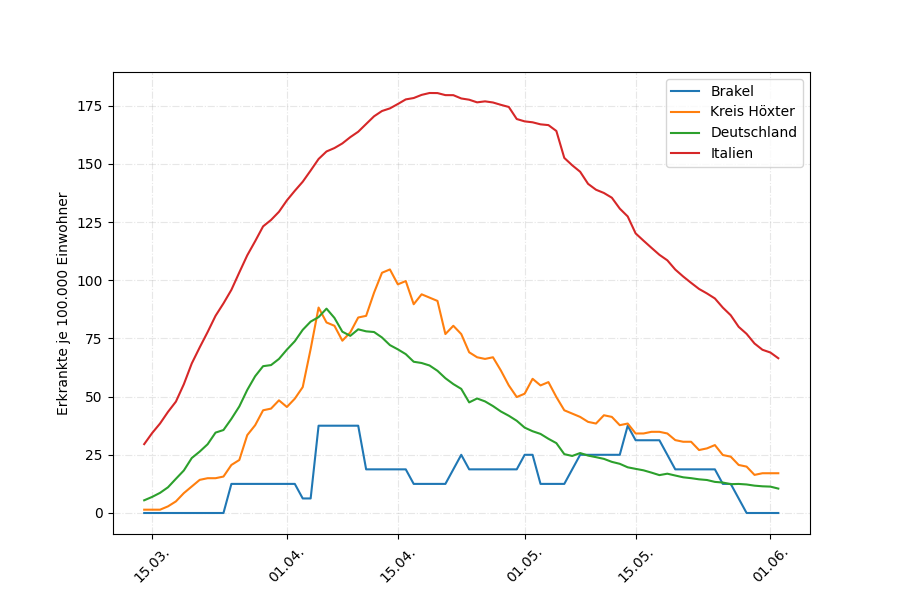 Brakel
Kreis Höxter
Deutschland
Italien
Erkrankte je 100.000 Einwohner
175
150
125
100
75
50
25
0
15.03.
01.04.
15.04.
01.05.
15.05.
01.06.